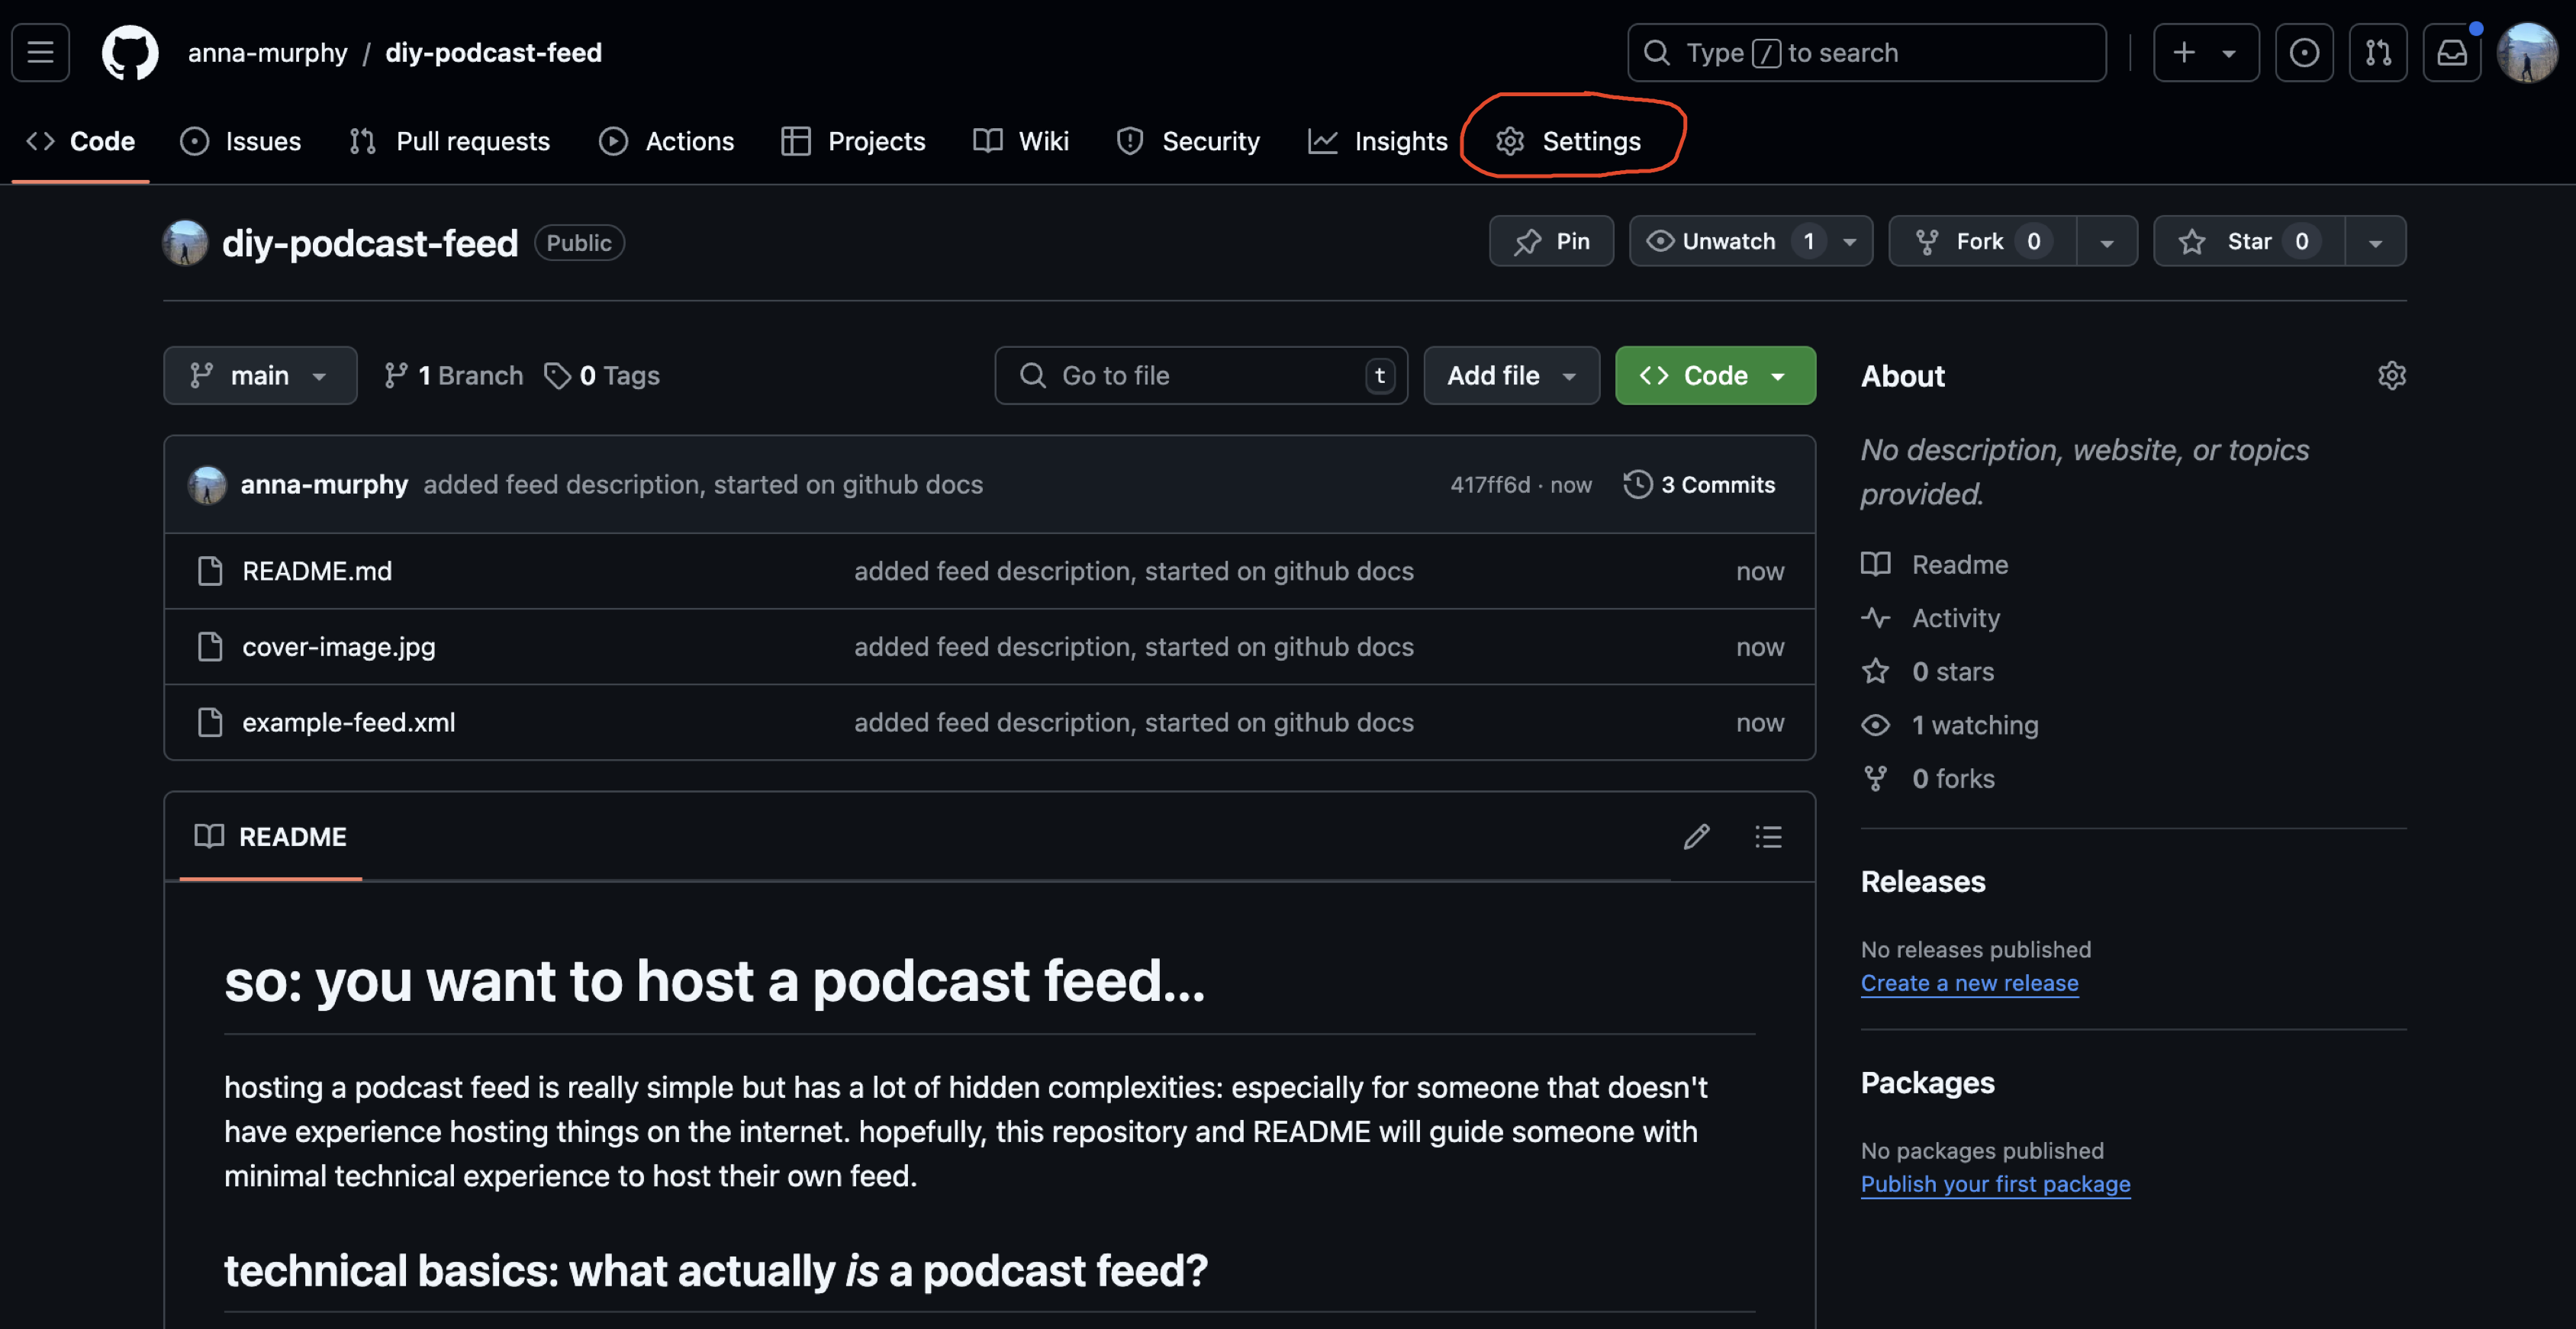 anna-murphy / diy-podcast-feed
Type / to search
Code Issues Pull requests Actions Projects Wiki Security Insights Settings
diy-podcast-feed Public
Pin Unwatch 1 Fork 0 Star 0
main 1 Branch 0 Tags
Go to file t Add file Code
anna-murphy added feed description, started on github docs 417ff6d · now 3 Commits
README.md added feed description, started on github docs now
cover-image.jpg added feed description, started on github docs now
example-feed.xml added feed description, started on github docs now
README
so: you want to host a podcast feed...
hosting a podcast feed is really simple but has a lot of hidden complexities: especially for someone that doesn't
have experience hosting things on the internet. hopefully, this repository and README will guide someone with
minimal technical experience to host their own feed.
technical basics: what actually is a podcast feed?
About
No description, website, or topics
provided.
Readme
Activity
0 stars
1 watching
0 forks
Releases
No releases published
Create a new release
Packages
No packages published
Publish your first package